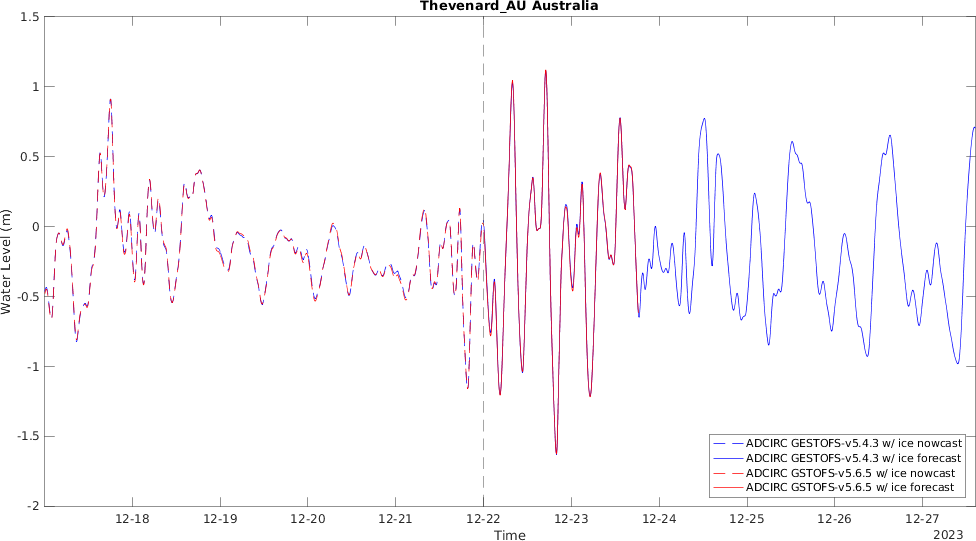 Thevenard_AU Australia
1.5
1
0.5
0
-0.5
-1
-1.5
-2
Water Level (m)
ADCIRC GESTOFS-v5.4.3 w/ ice nowcast
ADCIRC GESTOFS-v5.4.3 w/ ice forecast
ADCIRC GSTOFS-v5.6.5 w/ ice nowcast
ADCIRC GSTOFS-v5.6.5 w/ ice forecast
12-18 12-19 12-20 12-21 12-22 12-23 12-24 12-25 12-26 12-27
Time
2023